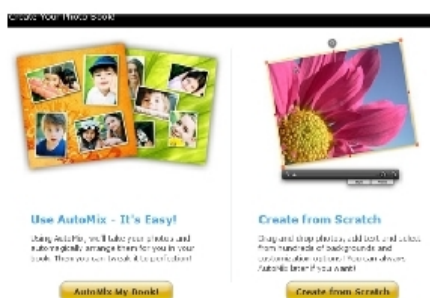 Create Your Photo Book!
Use AutoMix - It's Easy!
Using AutoMix, we'll take your photos and
automagically arrange them for you in your
book. Then you can tweak it to perfection!
AutoMix My Book!
Create from Scratch
Drag and drop photos, add text and select
from hundreds of backgrounds and
customization options! You can always
AutoMix later if you want!
Create from Scratch